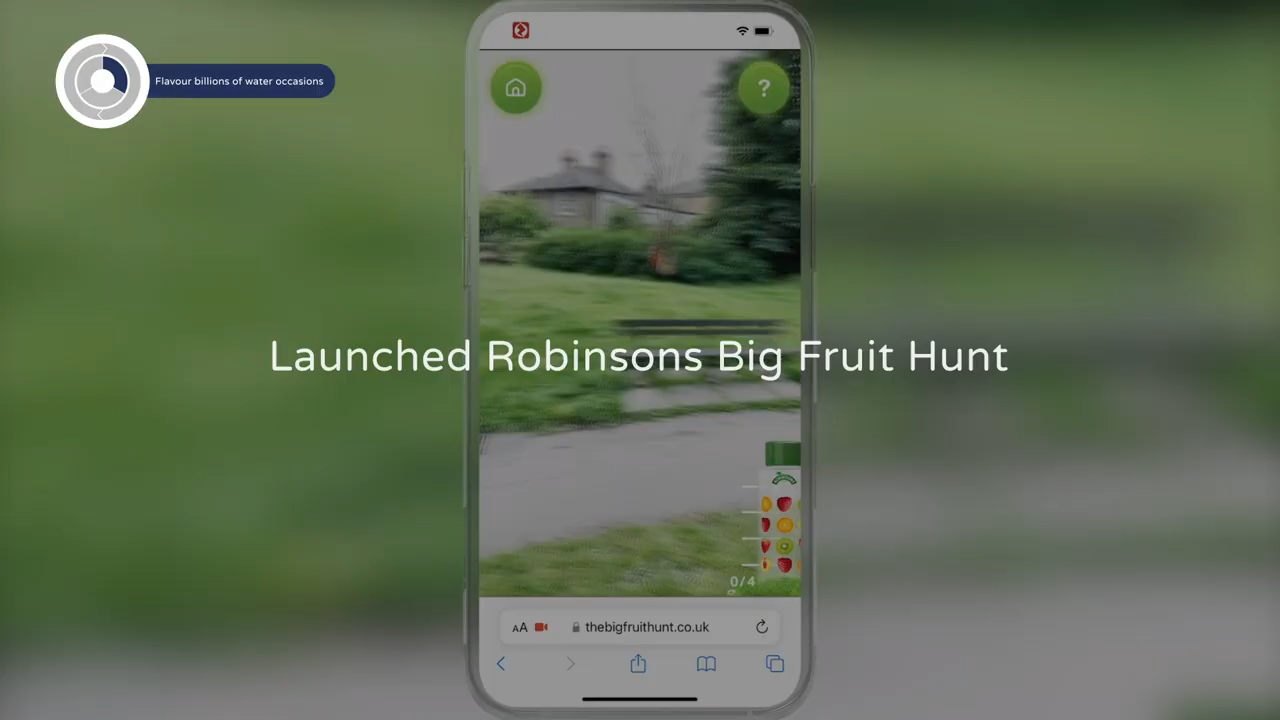 Flavour billions of water occasions
?
Launched Robinsons Big Fruit Hunt
0/4
AA
thebigfruithunt.co.uk